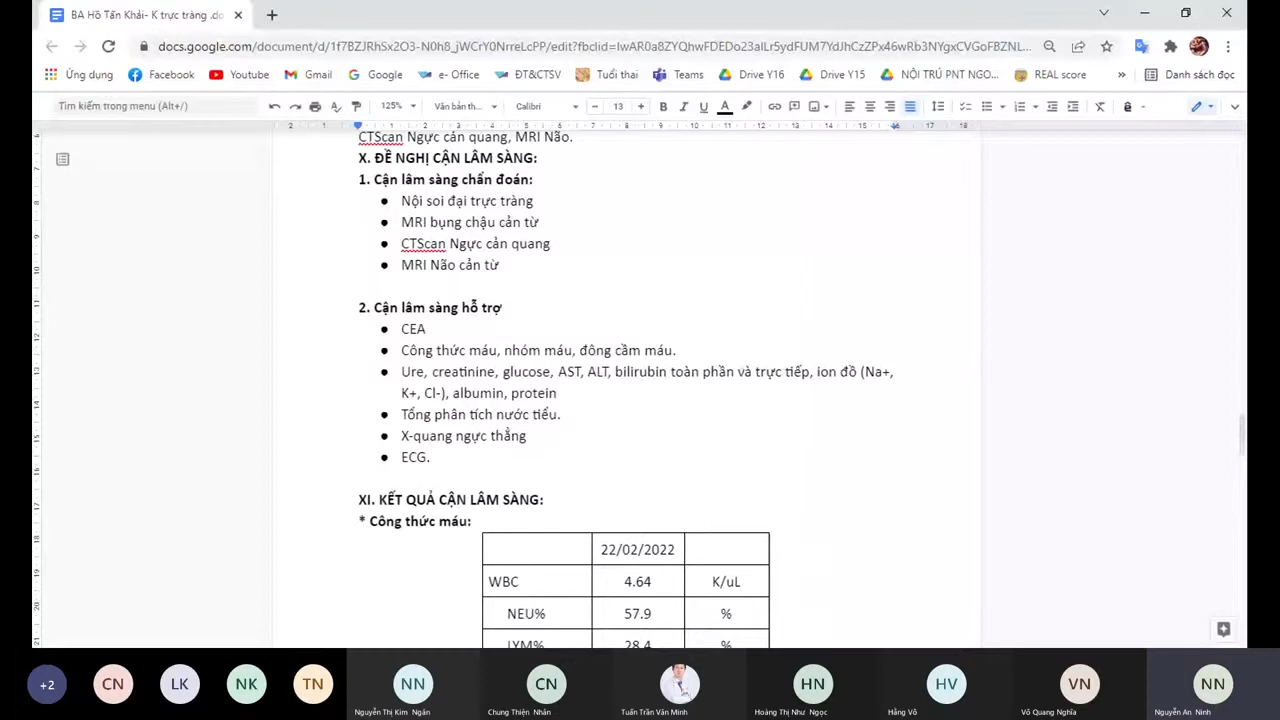 BA Hồ Tấn Khải- K trực tràng .do
docs.google.com/document/d/1f7BZJRhSx2O3-N0h8_jWCrY0NrreLcPP/edit?fbclid=IwAR0a8ZYQhwFDEDo23aILr5ydFUM7YdJhCzZPx46wRb3NYgxCVGoFBZNL...
Ứng dụng Facebook Youtube Gmail Google e- Office ĐT&CTSV Tuổi thai Teams Drive Y16 Drive Y15 NỘI TRÚ PNT NGO... REAL score » Danh sách đọc
Tìm kiếm trong menu (Alt+/) 125% Văn bản th... Calibri 13 B I U A
CTScan Ngực cản quang, MRI Não.
X. ĐỀ NGHỊ CẬN LÂM SÀNG:
1. Cận lâm sàng chẩn đoán:
● Nội soi đại trực tràng
● MRI bụng chậu cản từ
● CTScan Ngực cản quang
● MRI Não cản từ
2. Cận lâm sàng hỗ trợ
● CEA
● Công thức máu, nhóm máu, đông cầm máu.
● Ure, creatinine, glucose, AST, ALT, bilirubin toàn phần và trực tiếp, ion đồ (Na+,
K+, Cl-), albumin, protein
● Tổng phân tích nước tiểu.
● X-quang ngực thẳng
● ECG.
XI. KẾT QUẢ CẬN LÂM SÀNG:
* Công thức máu:
22/02/2022
WBC 4.64 K/uL
NEU% 57.9 %
LYM% 28.4 %
+2 CN LK NK TN NN CN HN HV VN NN
Nguyễn Thị Kim Ngân Chung Thiện Nhân Tuấn Trần Văn Minh Hoàng Thị Như Ngọc Hằng Võ Võ Quang Nghĩa Nguyễn An Ninh